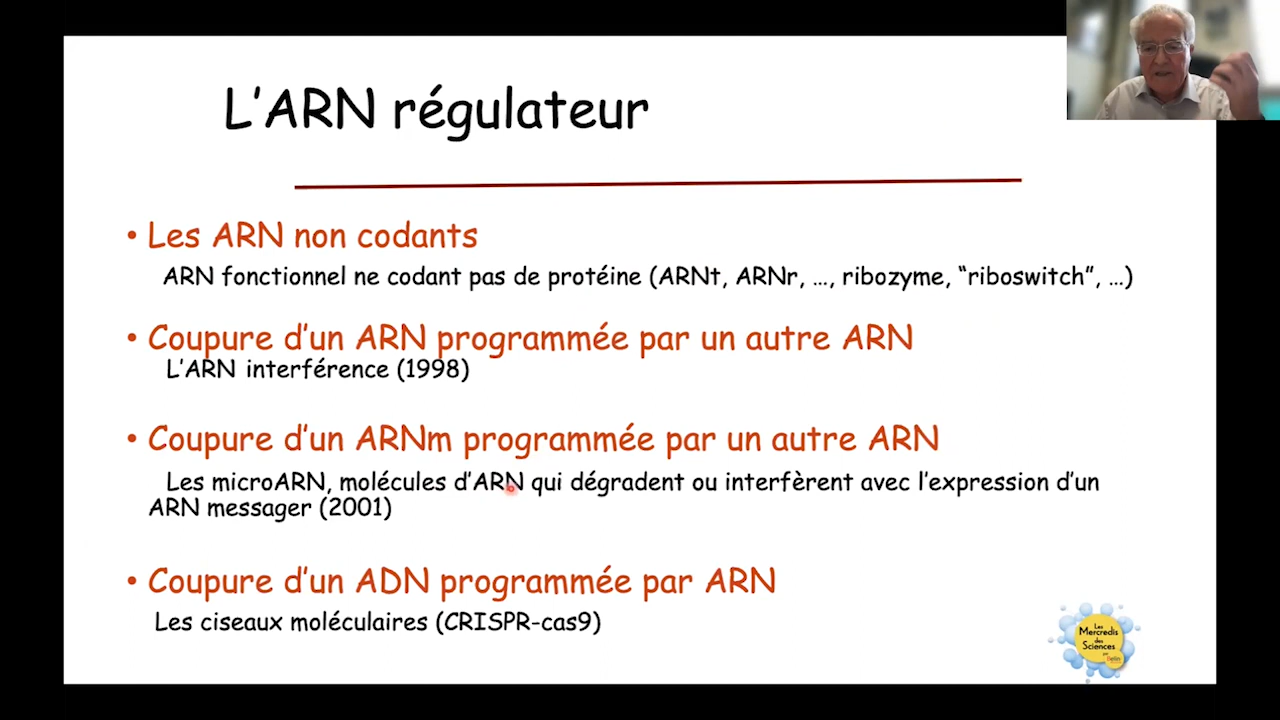 L'ARN régulateur
• Les ARN non codants
ARN fonctionnel ne codant pas de protéine (ARNt, ARNr, …, ribozyme, “riboswitch”, …)
• Coupure d'un ARN programmée par un autre ARN
L'ARN interférence (1998)
• Coupure d'un ARNm programmée par un autre ARN
Les microARN, molécules d'ARN qui dégradent ou interfèrent avec l'expression d'un
ARN messager (2001)
• Coupure d'un ADN programmée par ARN
Les ciseaux moléculaires (CRISPR-cas9)
Les
Mercredis
des
Sciences
par